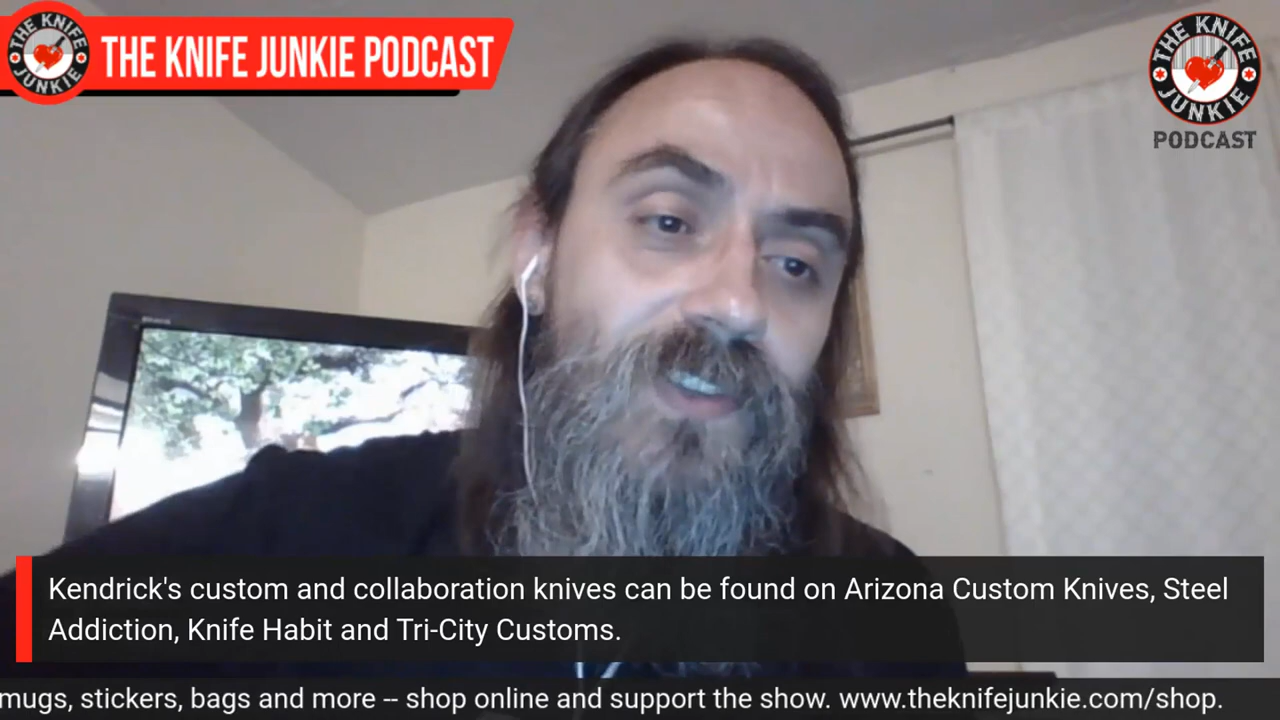 THE KNIFE JUNKIE
THE KNIFE JUNKIE PODCAST
THE KNIFE JUNKIE
PODCAST
Kendrick's custom and collaboration knives can be found on Arizona Custom Knives, Steel
Addiction, Knife Habit and Tri-City Customs.
mugs, stickers, bags and more -- shop online and support the show. www.theknifejunkie.com/shop.